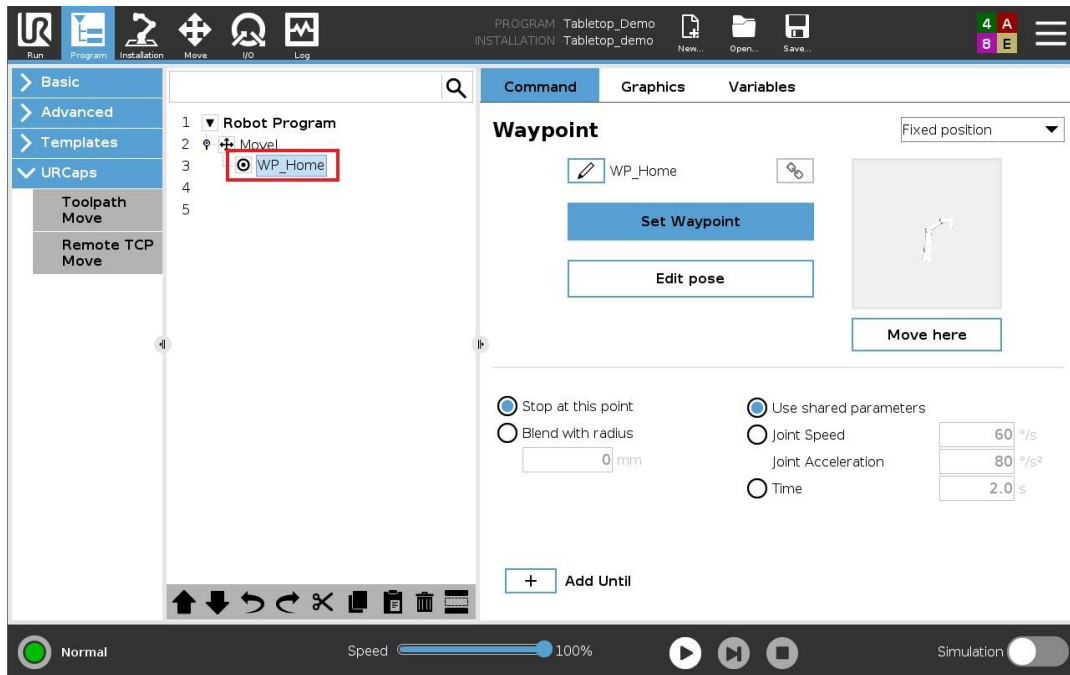 UR
PROGRAM Tabletop_Demo
INSTALLATION Tabletop_demo
Run Program Installation Move I/O Log
New... Open... Save...
4 A
8 E
Basic
Advanced
Templates
URCaps
Toolpath
Move
Remote TCP
Move
1 Robot Program
2 MoveJ
3 WP_Home
4
5
Command Graphics Variables
Waypoint
Fixed position
WP_Home
Set Waypoint
Edit pose
Move here
Stop at this point
Blend with radius
0 mm
Use shared parameters
Joint Speed 60 °/s
Joint Acceleration 80 °/s²
Time 2.0 s
+ Add Until
Normal
Speed 100%
Simulation